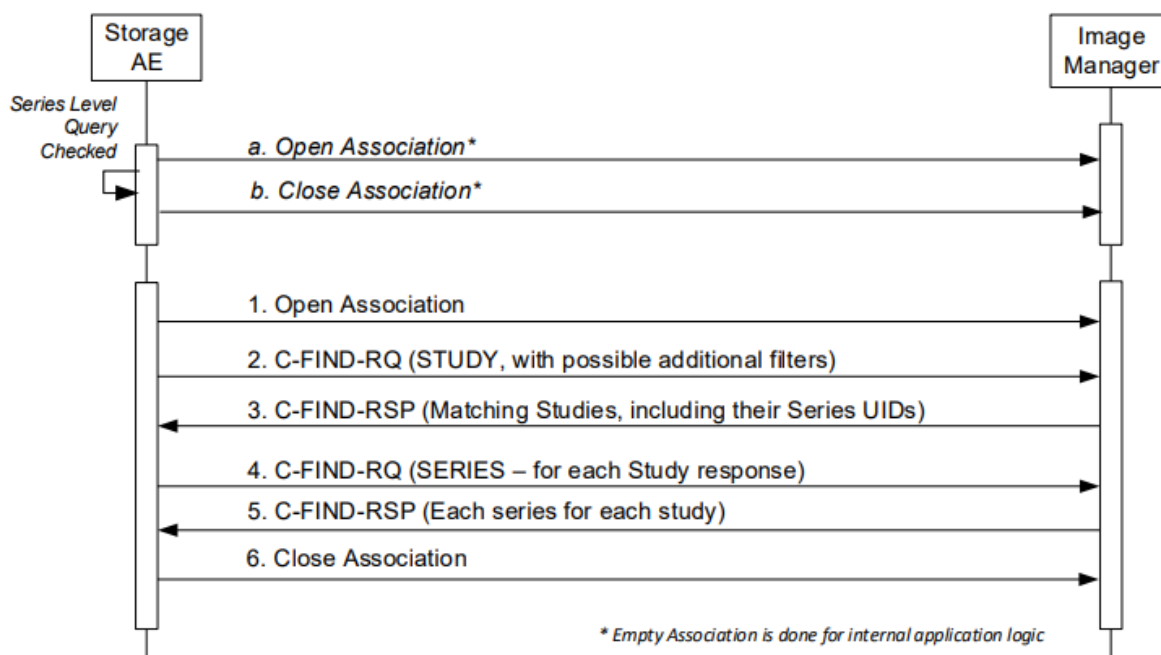 Storage
AE
Image
Manager
Series Level
Query
Checked
a. Open Association*
b. Close Association*
1. Open Association
2. C-FIND-RQ (STUDY, with possible additional filters)
3. C-FIND-RSP (Matching Studies, including their Series UIDs)
4. C-FIND-RQ (SERIES – for each Study response)
5. C-FIND-RSP (Each series for each study)
6. Close Association
* Empty Association is done for internal application logic